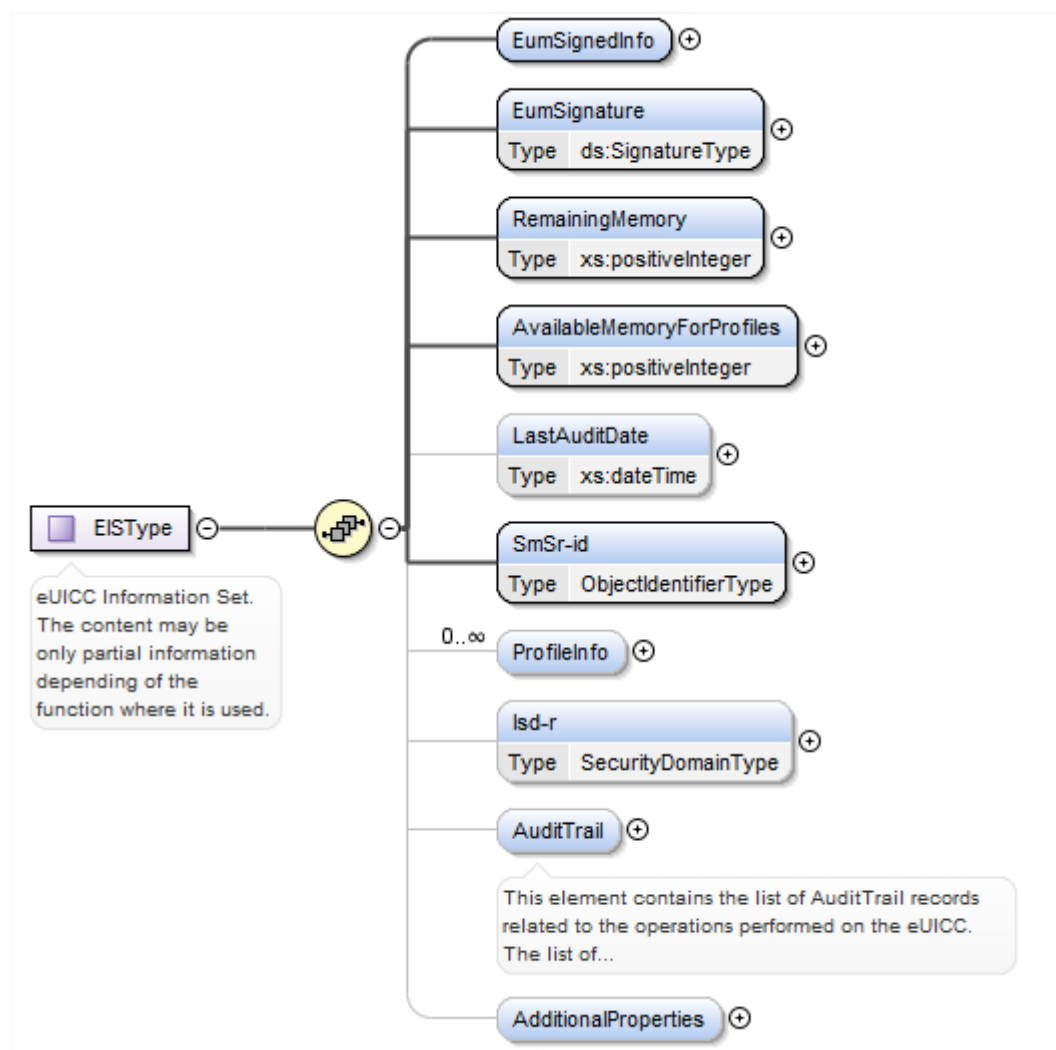 EumSignedInfo
EumSignature
Type ds:SignatureType
RemainingMemory
Type xs:positiveInteger
AvailableMemoryForProfiles
Type xs:positiveInteger
LastAuditDate
Type xs:dateTime
EISType
eUICC Information Set.
The content may be
only partial information
depending of the
function where it is used.
SmSr-id
Type ObjectIdentifierType
0..∞
ProfileInfo
Isd-r
Type SecurityDomainType
AuditTrail
This element contains the list of AuditTrail records
related to the operations performed on the eUICC.
The list of...
AdditionalProperties